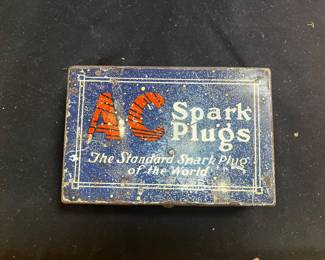 AC Spark
Plugs
The Standard Spark Plug
of the World